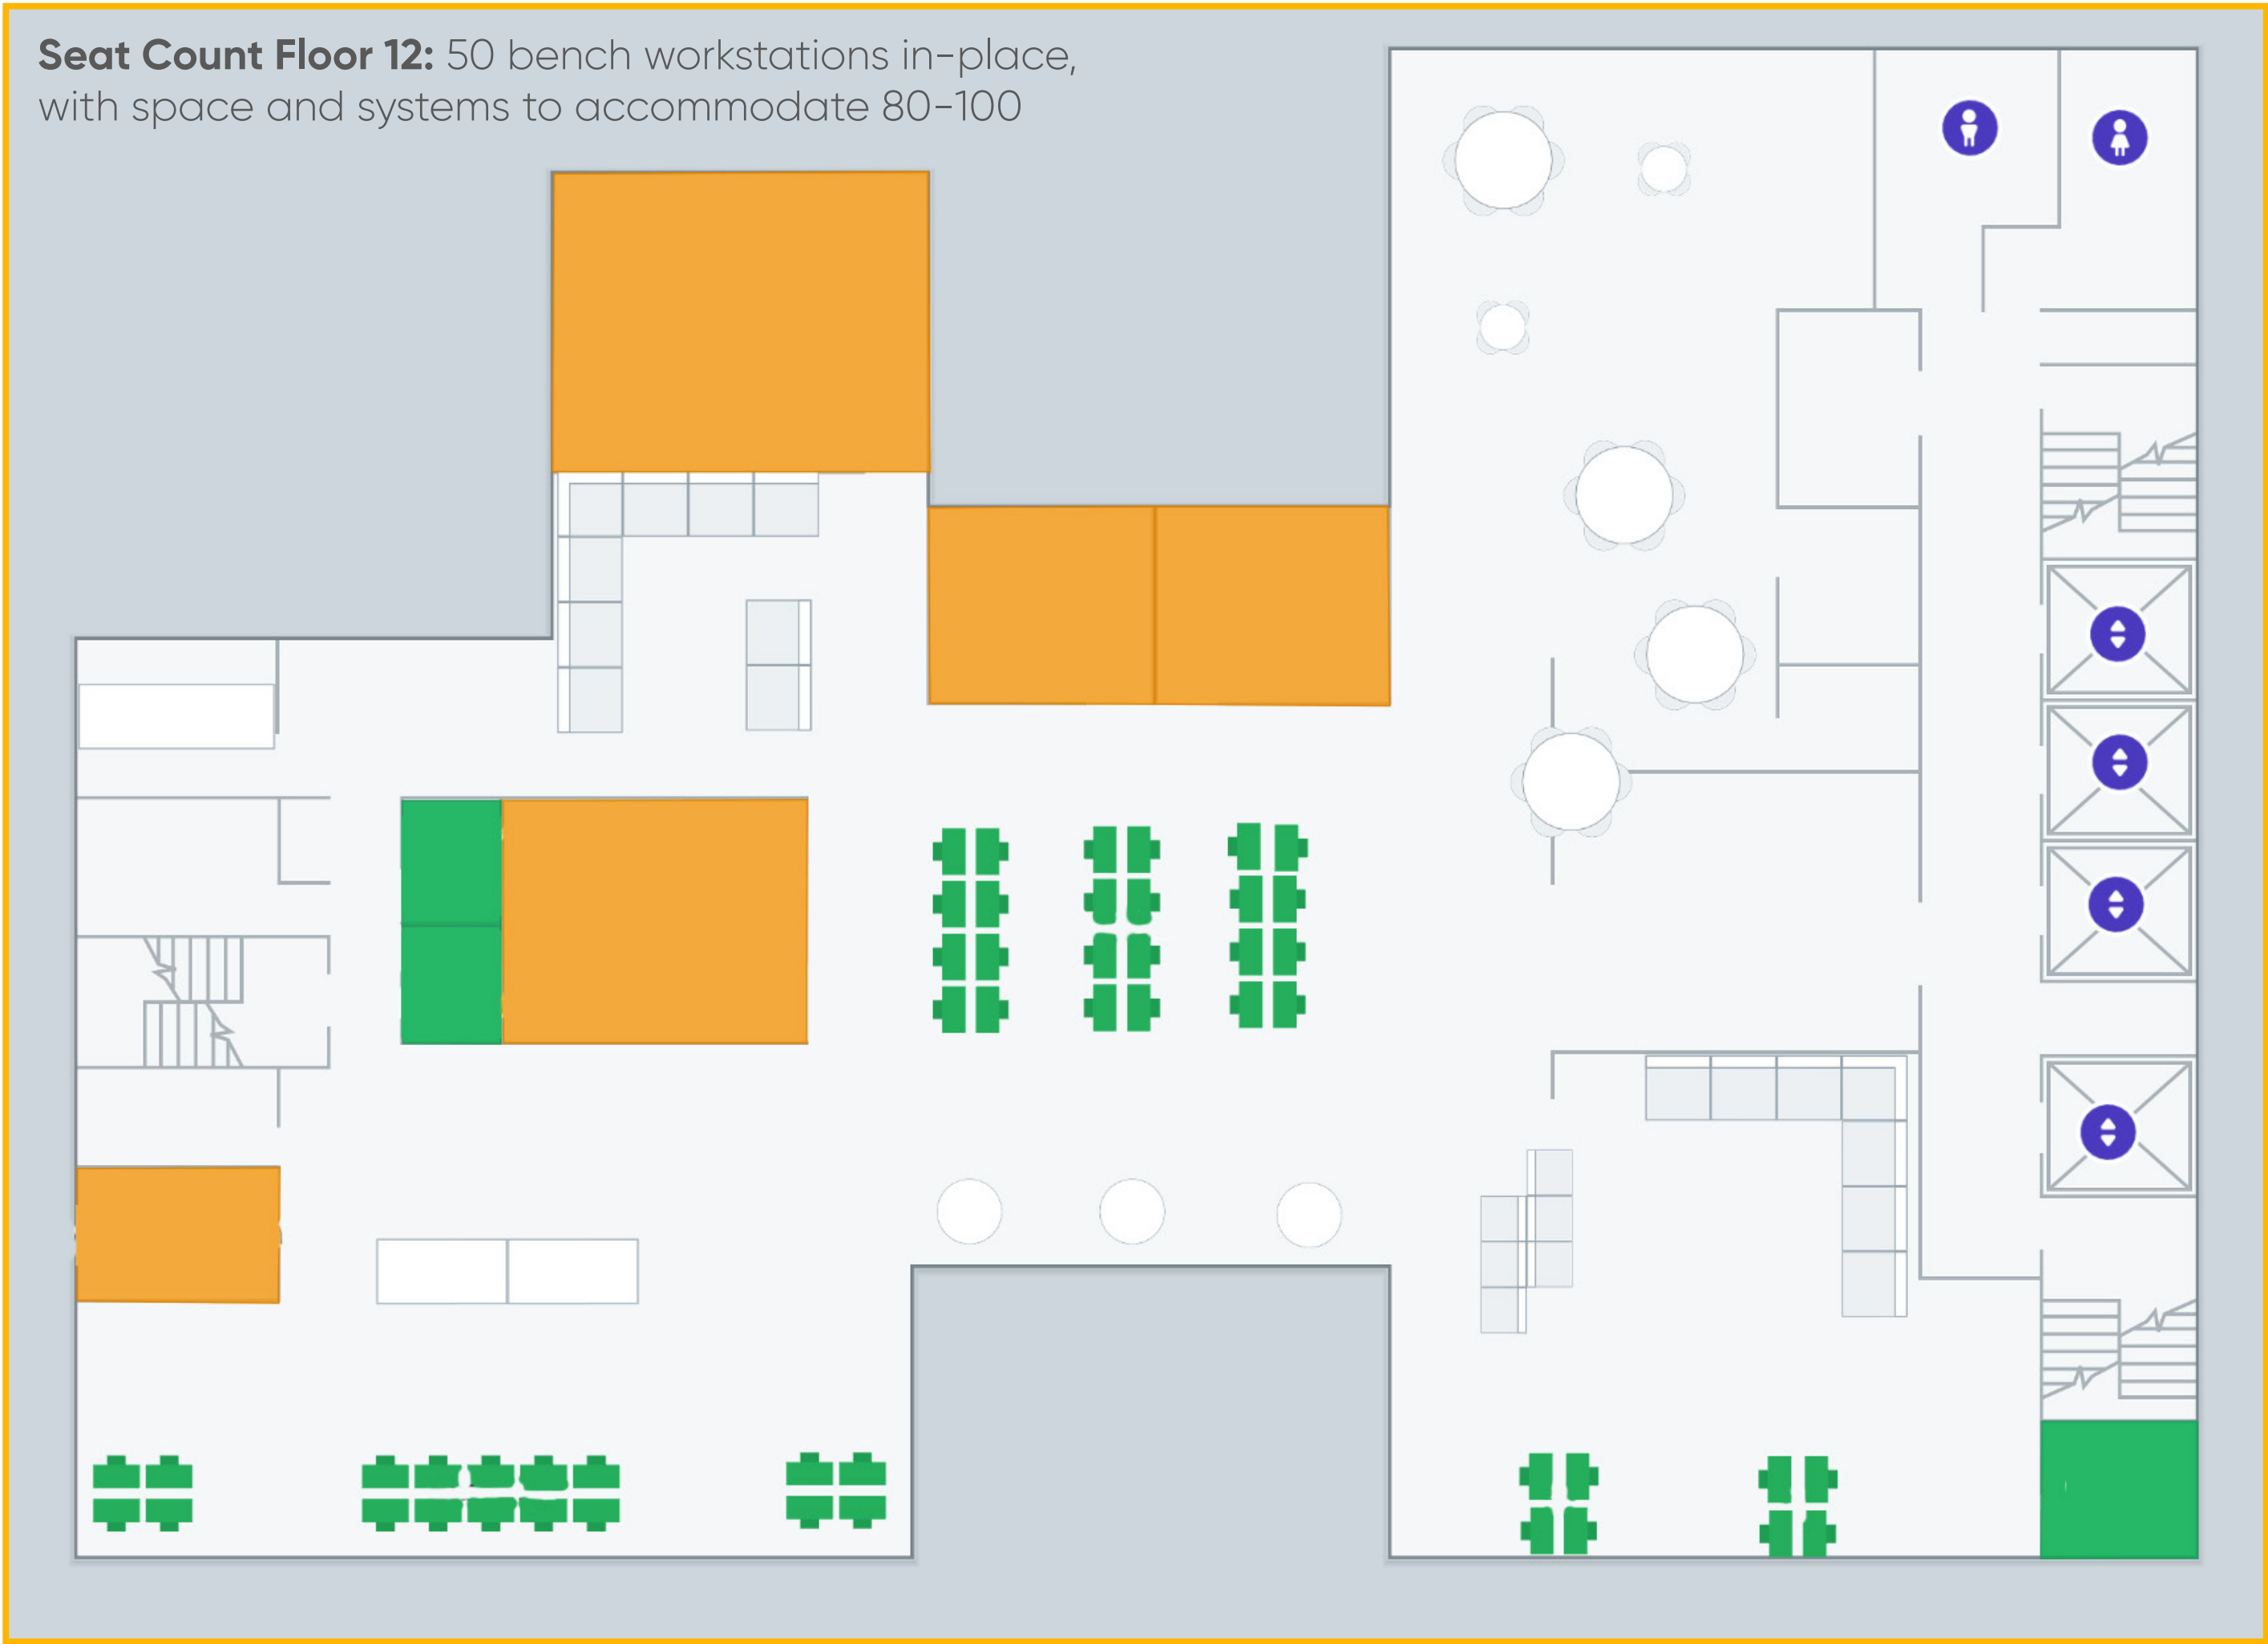 Seat Count Floor 12: 50 bench workstations in-place,
with space and systems to accommodate 80-100